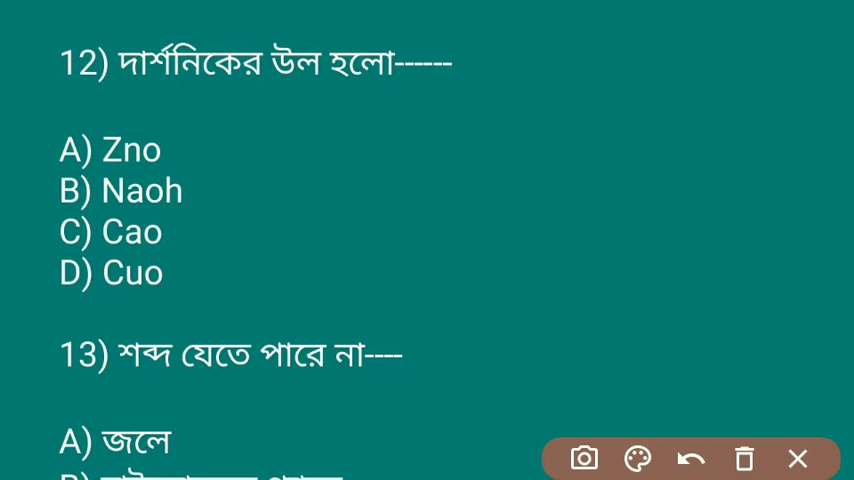 12) দার্শনিকের উল হলো------
A) Zno
B) Naoh
C) Cao
D) Cuo
13) শব্দ যেতে পারে না----
A) জলে